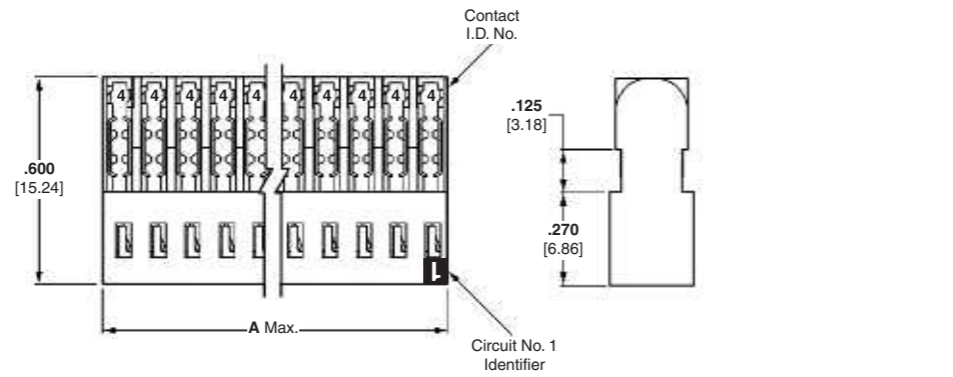 Contact
I.D. No.
4 4 4 4 4 4 4 4 4 4
.125
[3.18]
.600
[15.24]
.270
[6.86]
1
A Max.
Circuit No. 1
Identifier